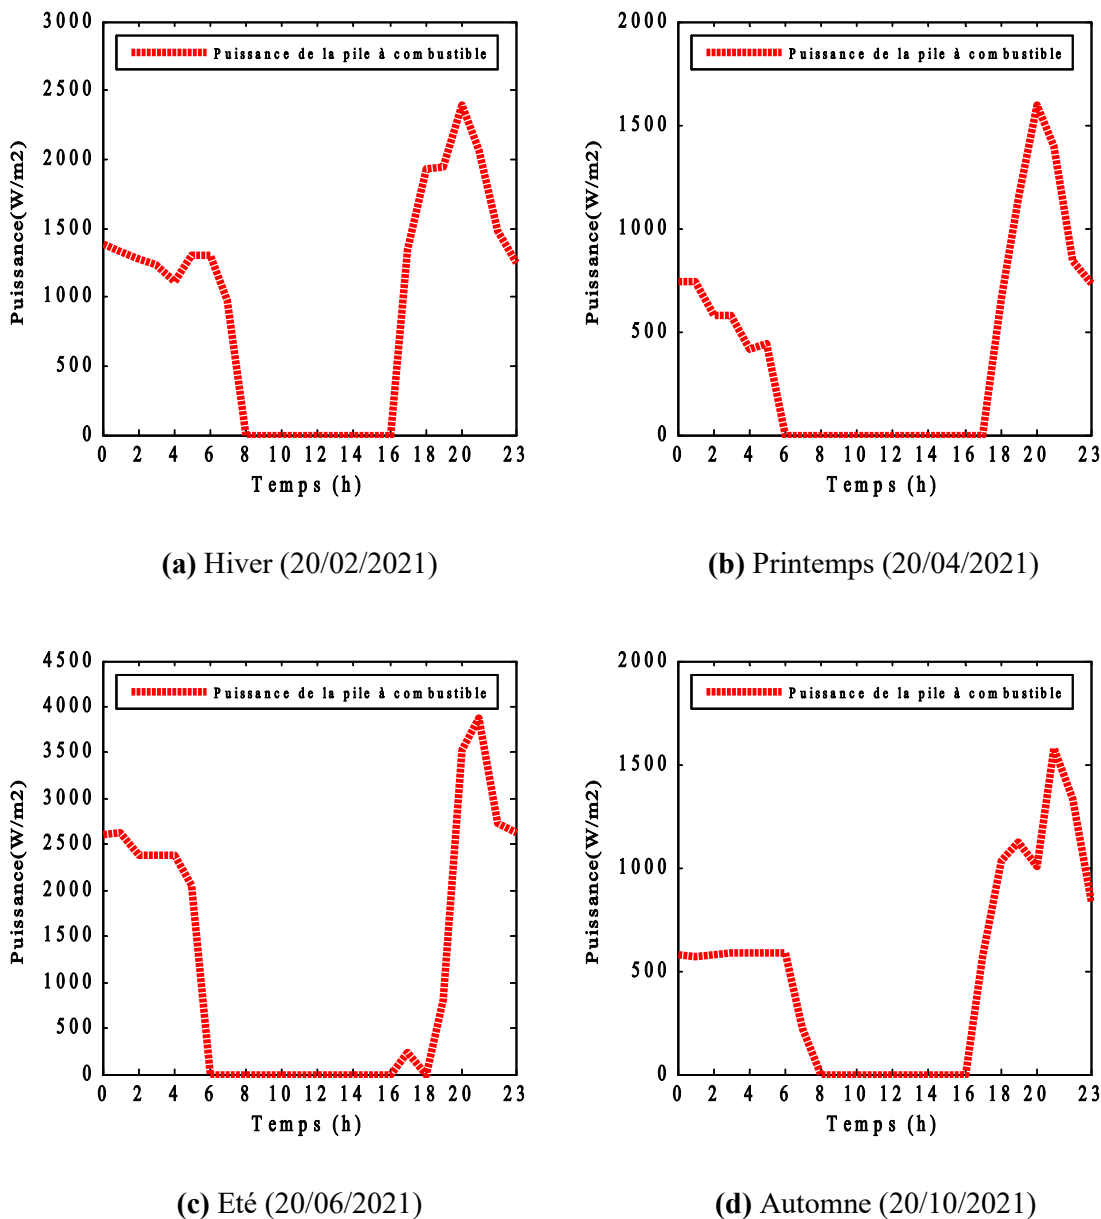 3000
2500
2000
1500
1000
500
0
Puissance(W/m2)
Puissance de la pile à combustible
0 2 4 6 8 10 12 14 16 18 20 23
Temps (h)
(a) Hiver (20/02/2021)
2000
1500
1000
500
0
Puissance(W/m2)
Puissance de la pile à combustible
0 2 4 6 8 10 12 14 16 18 20 23
Temps (h)
(b) Printemps (20/04/2021)
4500
4000
3500
3000
2500
2000
1500
1000
500
0
Puissance(W/m2)
Puissance de la pile à combustible
0 2 4 6 8 10 12 14 16 18 20 23
Temps (h)
(c) Eté (20/06/2021)
2000
1500
1000
500
0
Puissance(W/m2)
Puissance de la pile à combustible
0 2 4 6 8 10 12 14 16 18 20 23
Temps (h)
(d) Automne (20/10/2021)